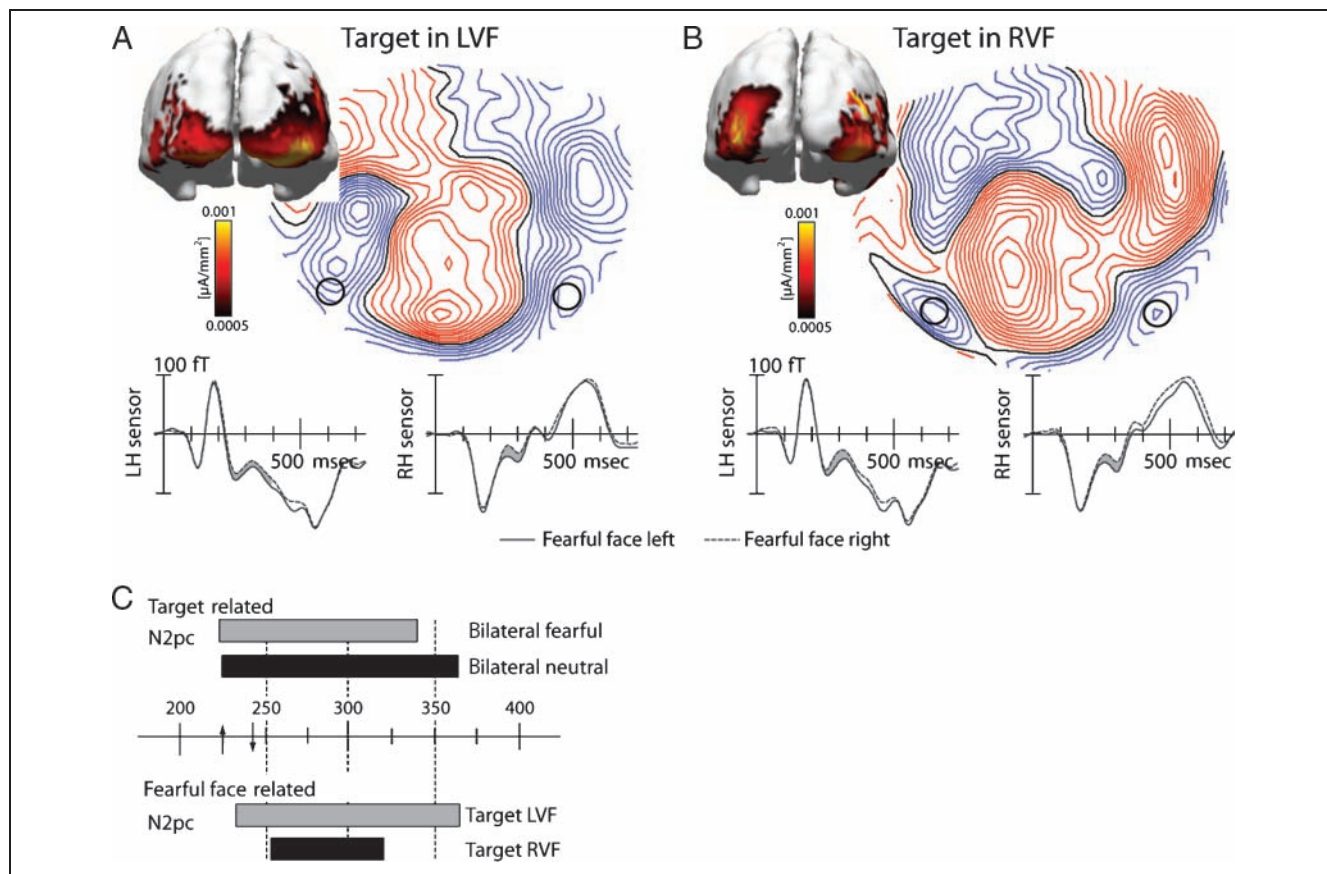 A
Target in LVF
0.001
[µA/mm²]
0.0005
100 fT
LH sensor
500 msec
RH sensor
500 msec
B
Target in RVF
0.001
[µA/mm²]
0.0005
100 fT
LH sensor
500 msec
RH sensor
500 msec
Fearful face left
Fearful face right
C
Target related
N2pc
Bilateral fearful
Bilateral neutral
200 250 300 350 400
Fearful face related
N2pc
Target LVF
Target RVF